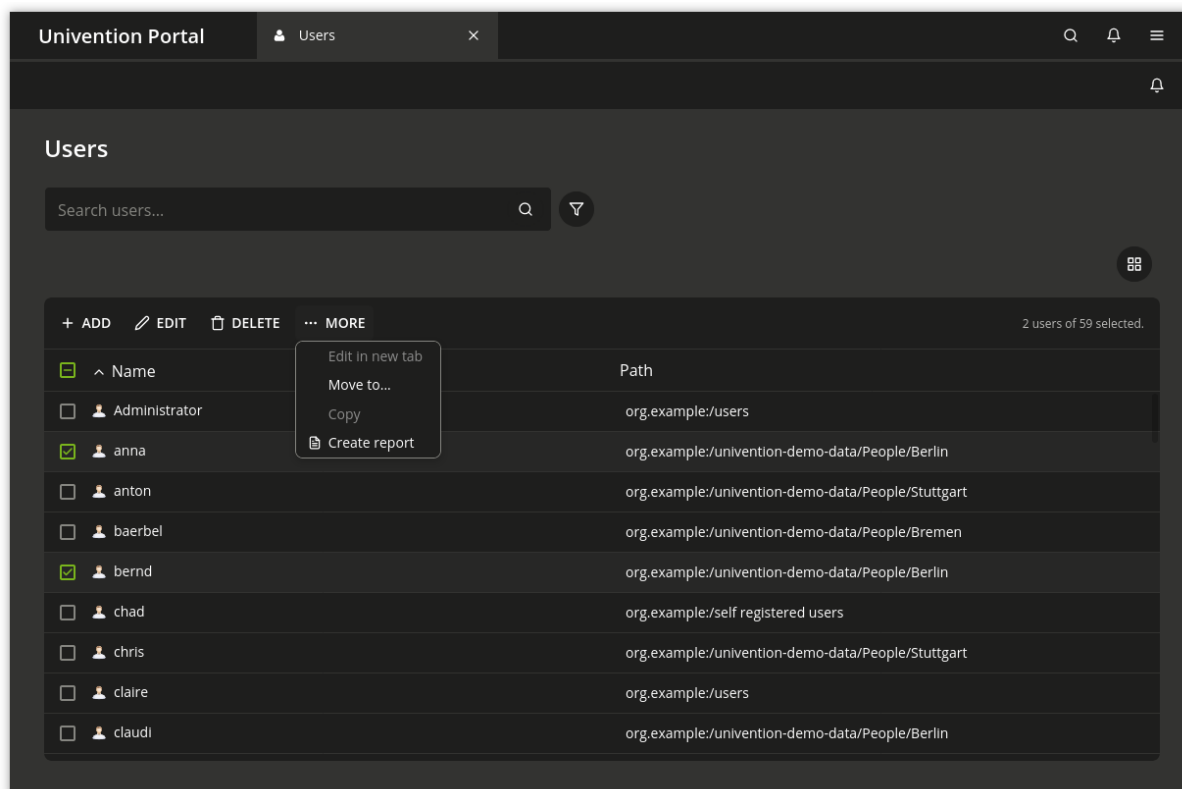 Univention Portal Users
Users
Search users...
ADD EDIT DELETE MORE 2 users of 59 selected.
Edit in new tab
Move to...
Copy
Create report
Name Path
Administrator org.example:/users
anna org.example:/univention-demo-data/People/Berlin
anton org.example:/univention-demo-data/People/Stuttgart
baerbel org.example:/univention-demo-data/People/Bremen
bernd org.example:/univention-demo-data/People/Berlin
chad org.example:/self registered users
chris org.example:/univention-demo-data/People/Stuttgart
claire org.example:/users
claudi org.example:/univention-demo-data/People/Berlin